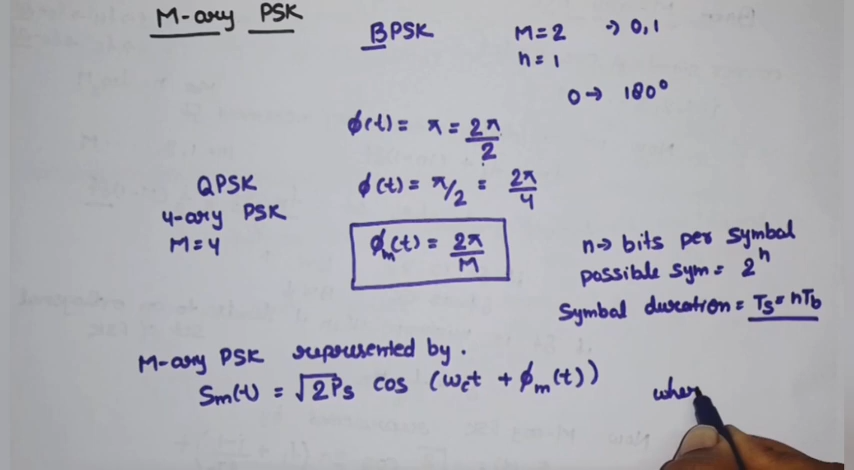 M-ary PSK
BPSK M=2 → 0,1
n=1
0→ 180°
ϕ(t) = π = 2π/2
QPSK ϕ(t) = π/2 = 2π/4
4-ary PSK
M=4 ϕm(t) = 2π/M
n→ bits per symbol
possible sym = 2^n
Symbol duration = Ts = nTb
M-ary PSK represented by.
Sm(t) = √2Ps cos (ωct + ϕm(t)) wher